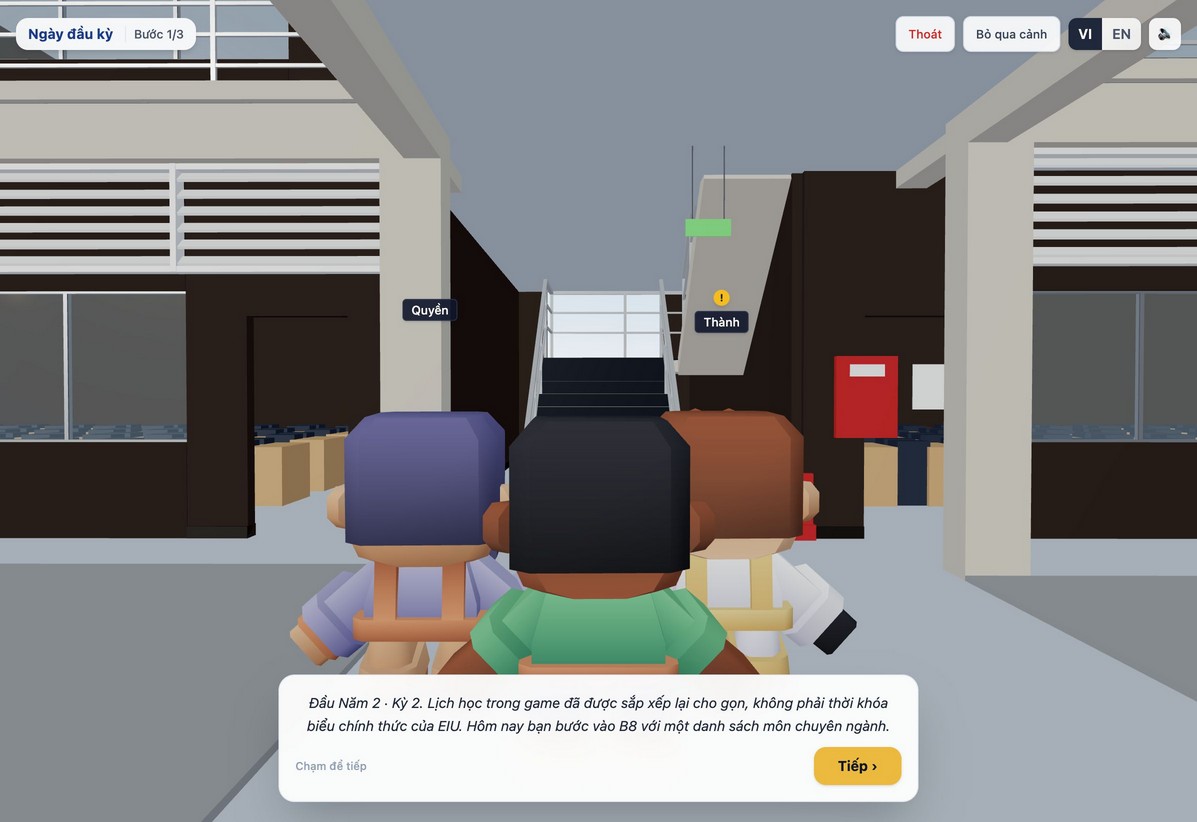 Ngày đầu kỳ
Bước 1/3
Thoát
Bỏ qua cảnh
VI
EN
Quyền
!
Thành
Đầu Năm 2 · Kỳ 2. Lịch học trong game đã được sắp xếp lại cho gọn, không phải thời khóa
biểu chính thức của EIU. Hôm nay bạn bước vào B8 với một danh sách môn chuyên ngành.
Chạm để tiếp
Tiếp ›